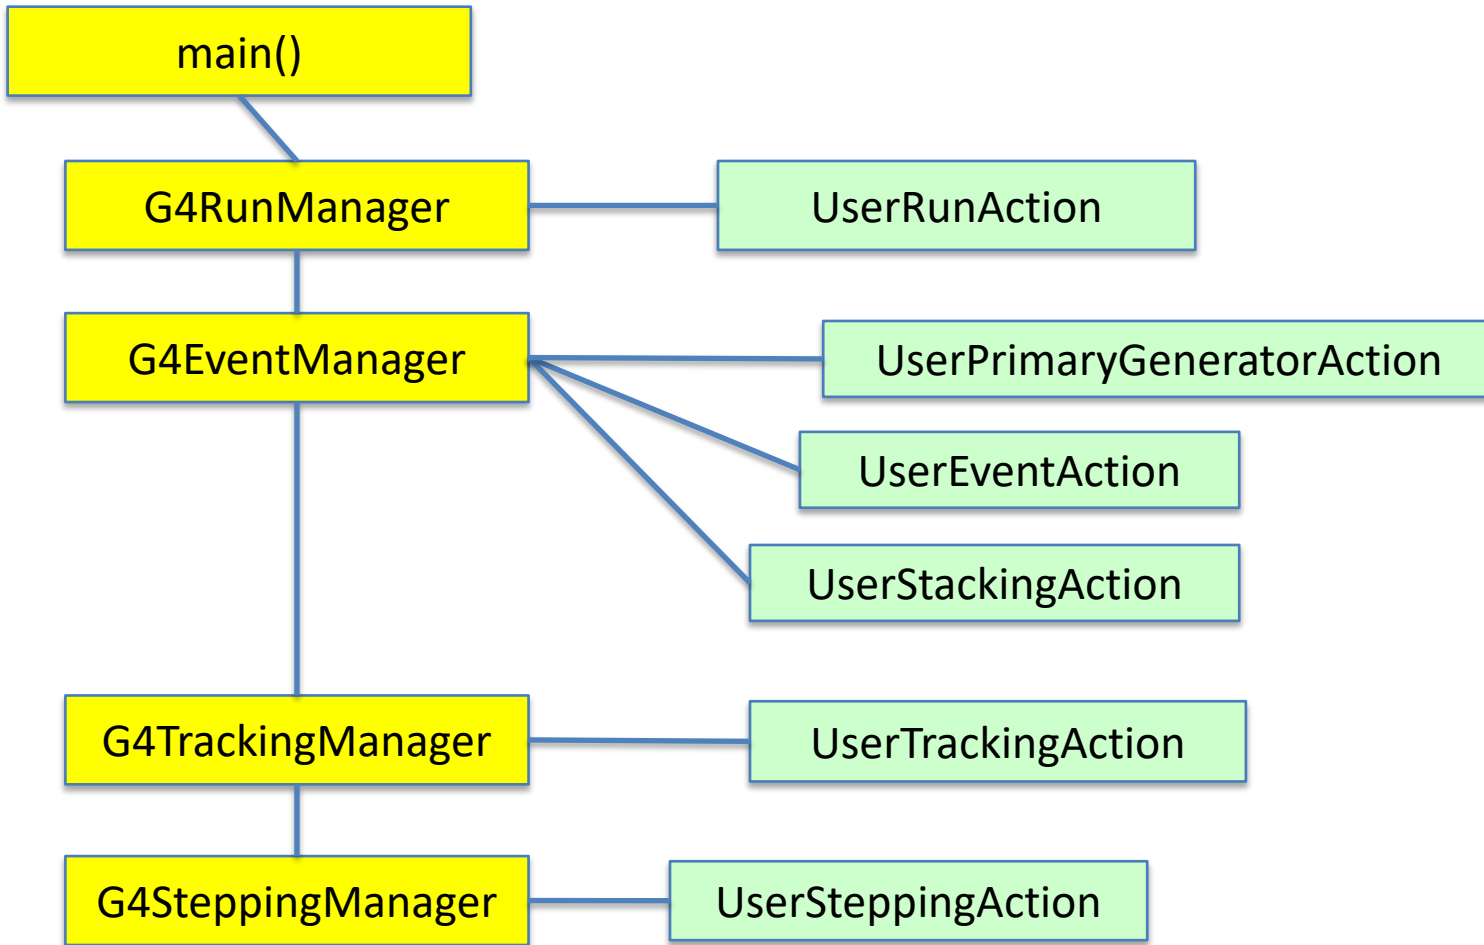 main()
G4RunManager
UserRunAction
G4EventManager
UserPrimaryGeneratorAction
UserEventAction
UserStackingAction
G4TrackingManager
UserTrackingAction
G4SteppingManager
UserSteppingAction